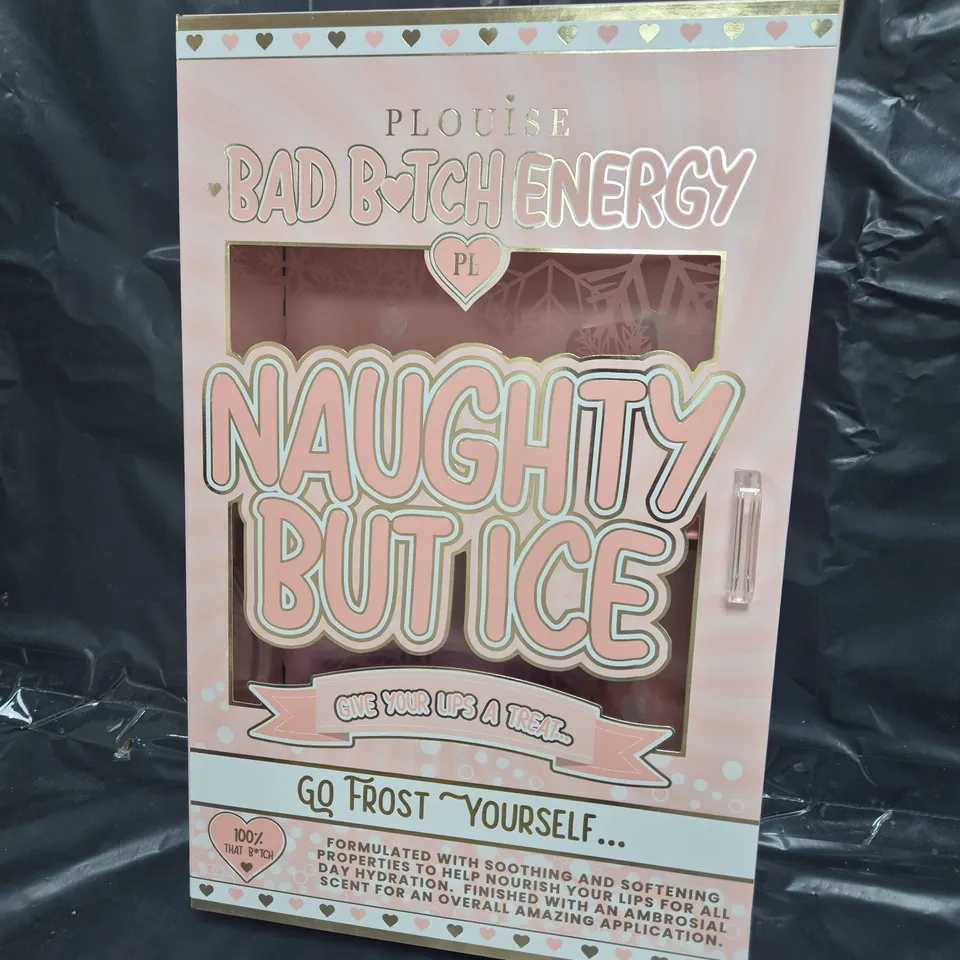 PLOUISE
BAD B♥TCH ENERGY
PL
NAUGHTY
BUT ICE
GIVE YOUR LIPS A TREAT...
GO FROST YOURSELF...
100%
THAT B*TCH
FORMULATED WITH SOOTHING AND SOFTENING
PROPERTIES TO HELP NOURISH YOUR LIPS FOR ALL
DAY HYDRATION. FINISHED WITH AN AMBROSIAL
SCENT FOR AN OVERALL AMAZING APPLICATION.